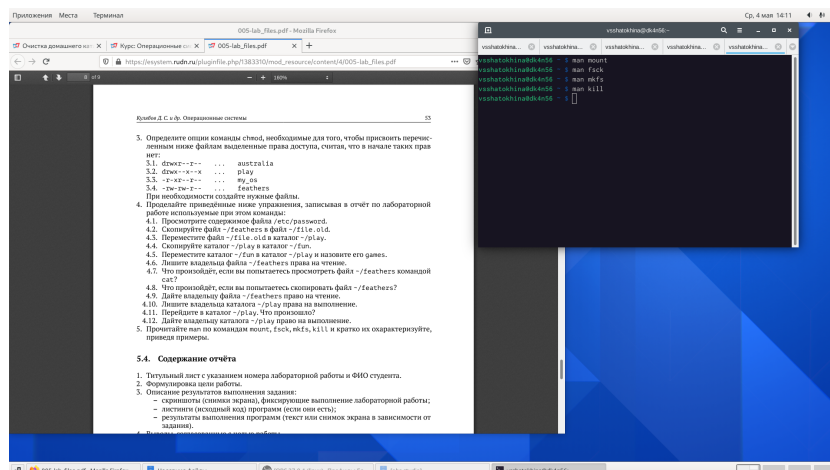 Приложения Места Терминал
Ср, 4 мая 14:11
005-lab_files.pdf - Mozilla Firefox
Очистка домашнего
Курс: Операционные
005-lab_files.pdf
https://esystem.rudn.ru/pluginfile.php/1383310/mod_resource/content/4/005-lab_files.pdf
160%
Кулябов Д. С. и др. Операционные системы 53
3. Определите опции команды chmod, необходимые для того, чтобы присвоить перечис-
ленным ниже файлам выделенные права доступа, считая, что в начале таких прав
нет:
3.1. drwxr--r-- ... australia
3.2. drwx--x--x ... play
3.3. -r-xr--r-- ... my_os
3.4. -rw-rw-r-- ... feathers
При необходимости создайте нужные файлы.
4. Проделайте приведённые ниже упражнения, записывая в отчёт по лабораторной
работе используемые при этом команды:
4.1. Просмотрите содержимое файла /etc/password.
4.2. Скопируйте файл ~/feathers в файл ~/file.old.
4.3. Переместите файл ~/file.old в каталог ~/play.
4.4. Скопируйте каталог ~/play в каталог ~/fun.
4.5. Переместите каталог ~/fun в каталог ~/play и назовите его games.
4.6. Лишите владельца файла ~/feathers права на чтение.
4.7. Что произойдёт, если вы попытаетесь просмотреть файл ~/feathers командой
cat?
4.8. Что произойдёт, если вы попытаетесь скопировать файл ~/feathers?
4.9. Дайте владельцу файла ~/feathers право на чтение.
4.10. Лишите владельца каталога ~/play права на выполнение.
4.11. Перейдите в каталог ~/play. Что произошло?
4.12. Дайте владельцу каталога ~/play право на выполнение.
5. Прочитайте man по командам mount, fsck, mkfs, kill и кратко их охарактеризуйте,
приведя примеры.
5.4. Содержание отчёта
1. Титульный лист с указанием номера лабораторной работы и ФИО студента.
2. Формулировка цели работы.
3. Описание результатов выполнения задания:
– скриншоты (снимки экрана), фиксирующие выполнение лабораторной работы;
– листинги (исходный код) программ (если они есть);
– результаты выполнения программ (текст или снимок экрана в зависимости от
задания).
vsshatokhina@dk4n56:~
vsshatokhina... vsshatokhina... vsshatokhina... vsshatokhina... vsshatokhina...
vsshatokhina@dk4n56 ~ $ man mount
vsshatokhina@dk4n56 ~ $ man fsck
vsshatokhina@dk4n56 ~ $ man mkfs
vsshatokhina@dk4n56 ~ $ man kill
vsshatokhina@dk4n56 ~ $